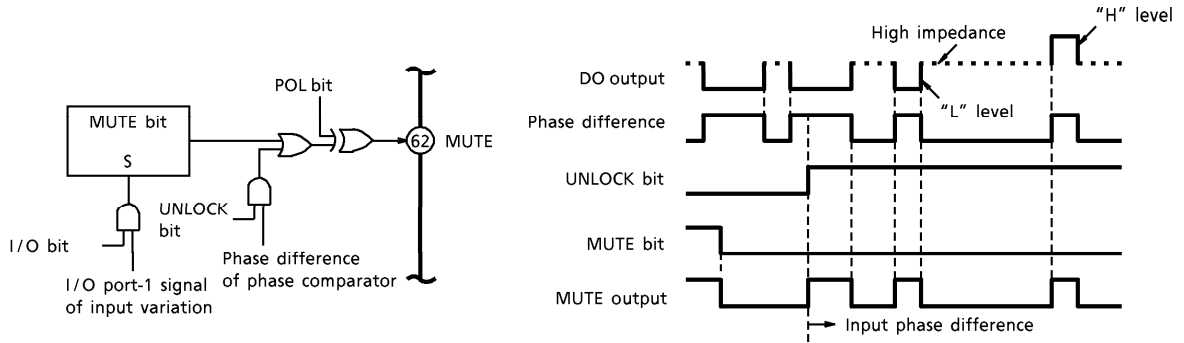 POL bit
MUTE bit
S
62
MUTE
UNLOCK
bit
I/O bit
Phase difference
of phase comparator
I/O port-1 signal
of input variation
"H" level
High impedance
DO output
"L" level
Phase difference
UNLOCK bit
MUTE bit
MUTE output
Input phase difference